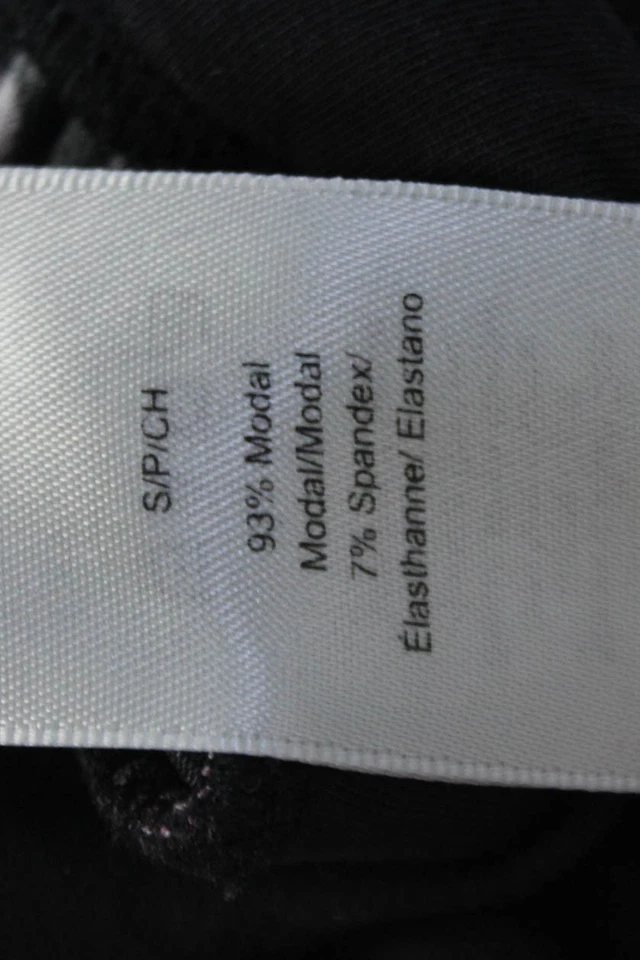 S/P/CH
93% Modal
Modal/Modal
7% Spandex/
Élasthanne/ Elastano